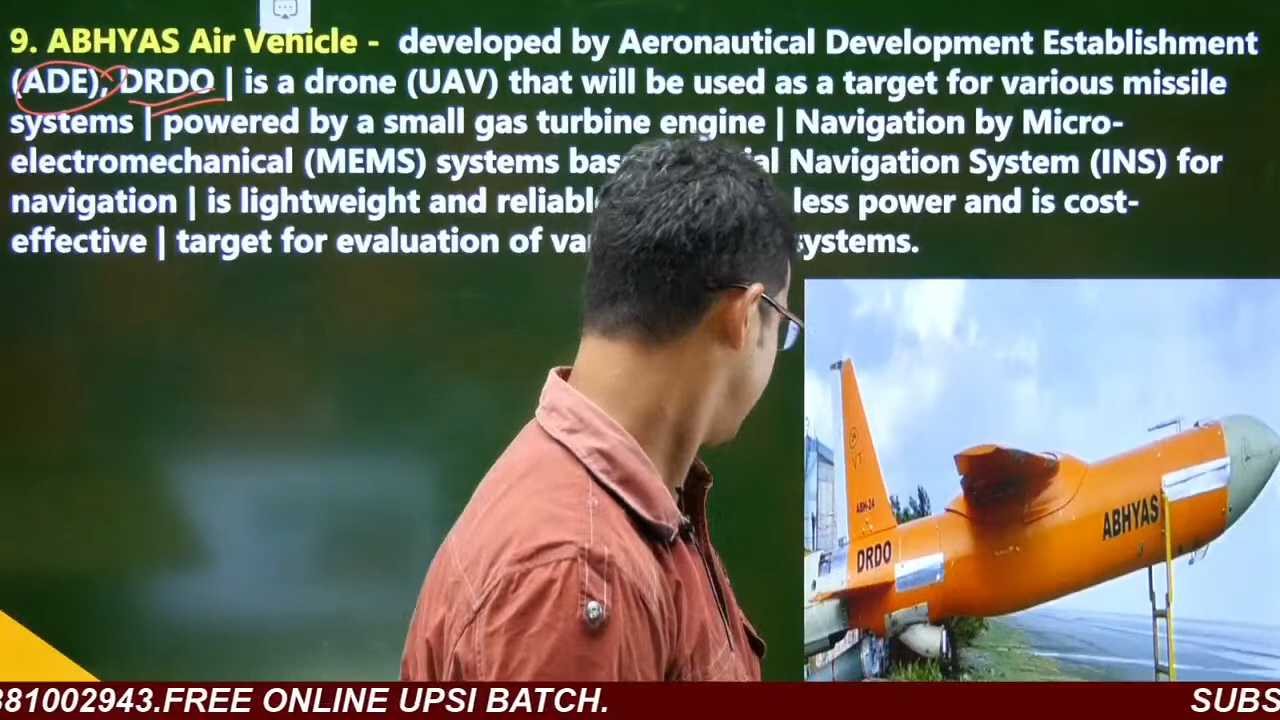 9. ABHYAS Air Vehicle - developed by Aeronautical Development Establishment
(ADE), DRDO | is a drone (UAV) that will be used as a target for various missile
systems | powered by a small gas turbine engine | Navigation by Micro-
electromechanical (MEMS) systems Navigation System (INS) for
navigation | is lightweight and less power and is cost-
effective | target for evaluation of systems.
VT
ABH-24
DRDO
ABHYAS
381002943.FREE ONLINE UPSI BATCH.
SUBS